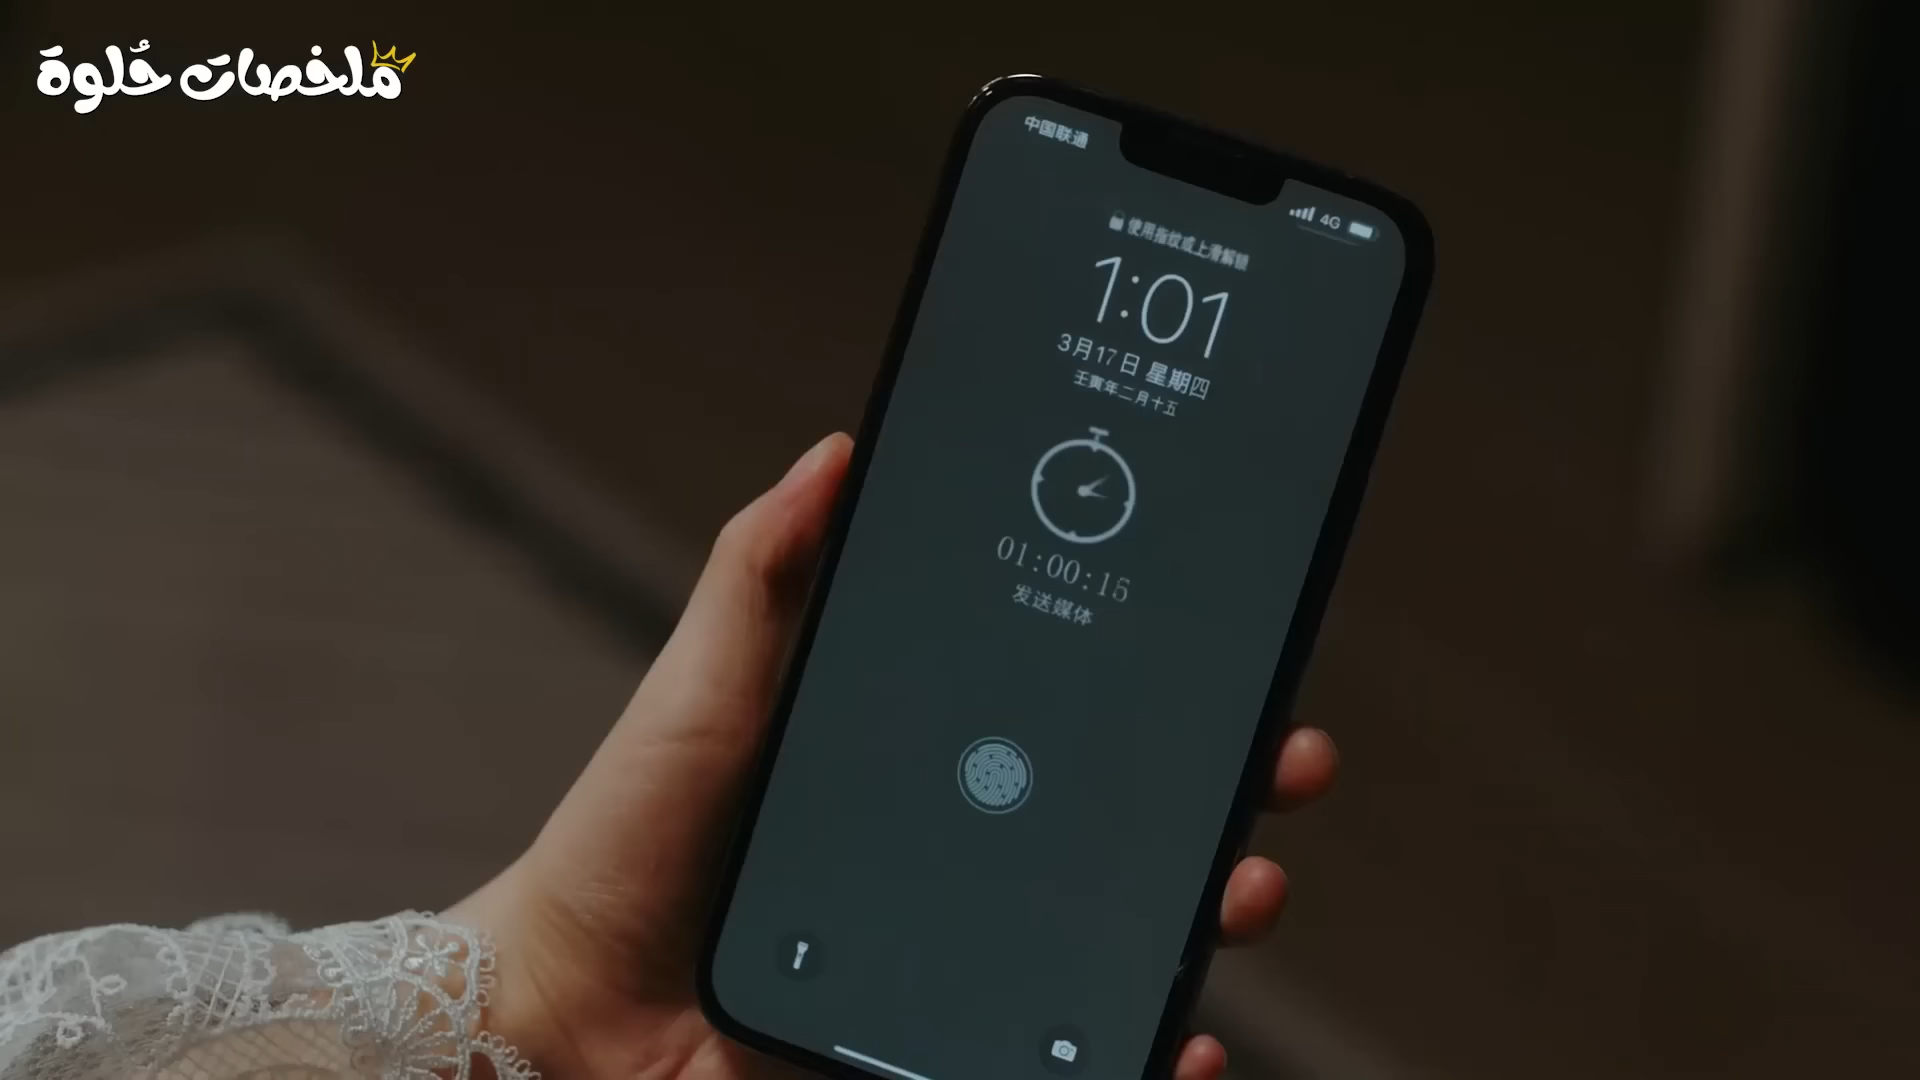 ملخصات حلوة
中国联通
4G
使用指纹或上滑解锁
1:01
3月17日 星期四
壬寅年二月十五
01:00:15
发送媒体